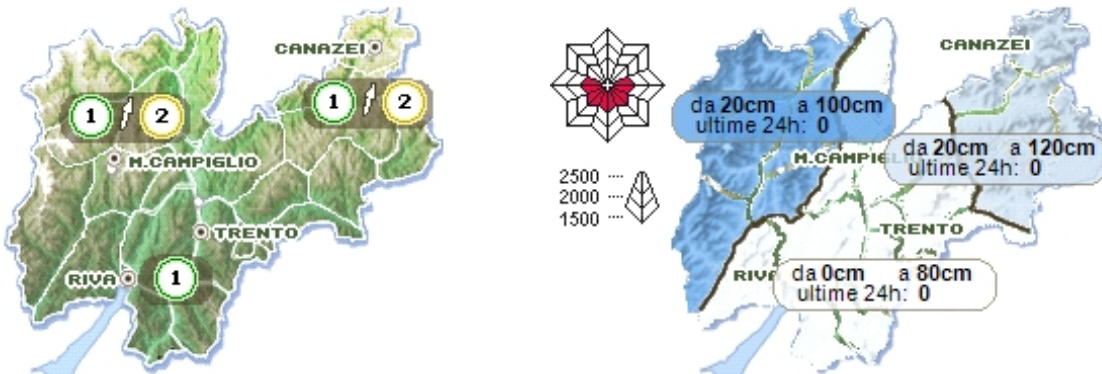 CANAZEI
1 2
1 2
M.CAMPIGLIO
TRENTO
RIVA
1
2500
2000
1500
CANAZEI
da 20cm a 100cm
ultime 24h: 0
da 20cm a 120cm
ultime 24h: 0
M.CAMPIGL
TRENTO
RIVA
da 0cm a 80cm
ultime 24h: 0